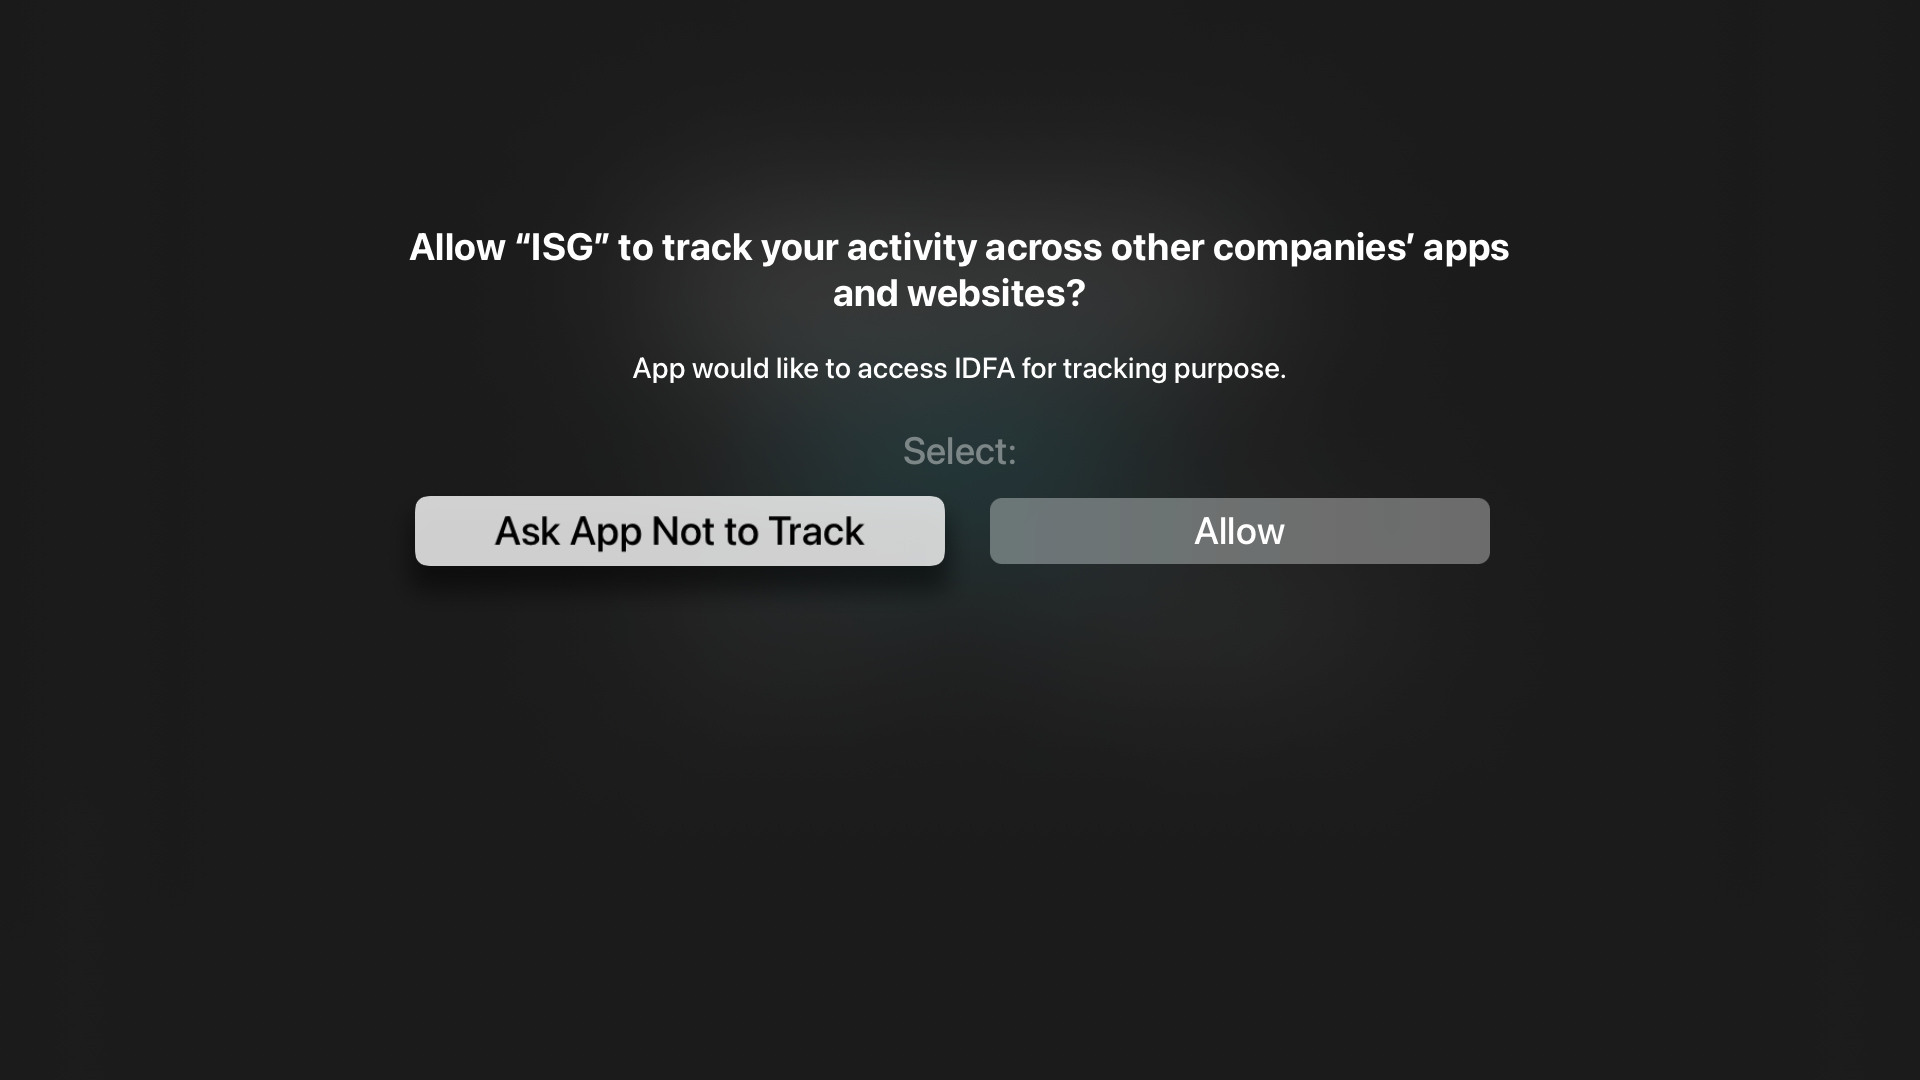 Allow “ISG” to track your activity across other companies’ apps
and websites?
App would like to access IDFA for tracking purpose.
Select:
Ask App Not to Track
Allow